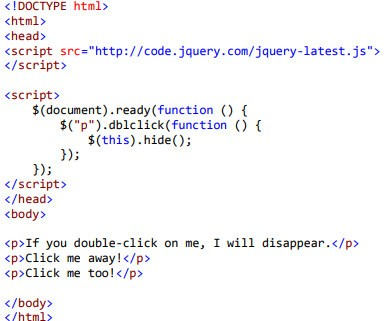 <!DOCTYPE html>
<html>
<head>
<script src="http://code.jquery.com/jquery-latest.js">
</script>

<script>
    $(document).ready(function () {
        $("p").dblclick(function () {
            $(this).hide();
        });
    });
</script>
</head>
<body>

<p>If you double-click on me, I will disappear.</p>
<p>Click me away!</p>
<p>Click me too!</p>

</body>
</html>